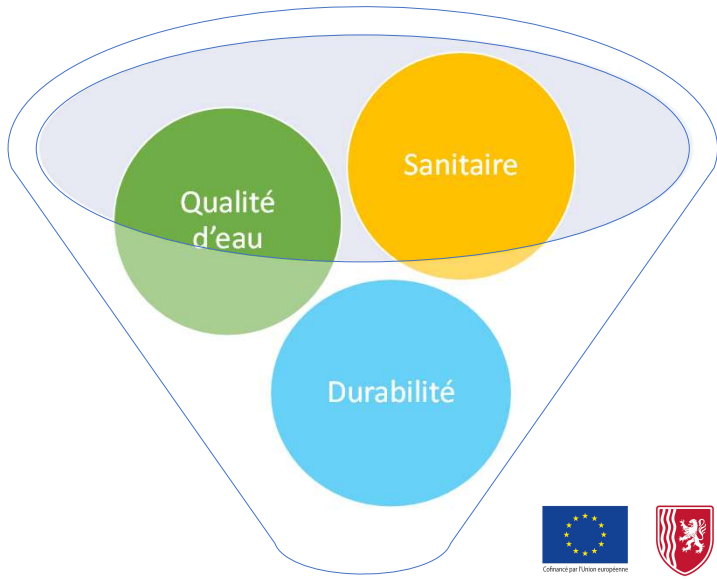 Sanitaire
Qualité
d'eau
Durabilité
Cofinancé par l'Union européenne